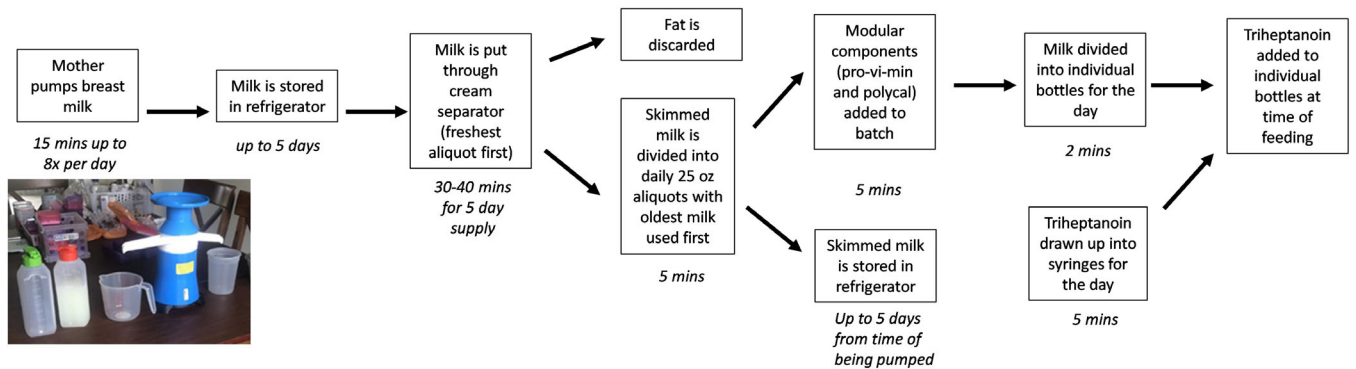 Mother
pumps breast
milk
15 mins up to
8x per day
Milk is stored
in refrigerator
up to 5 days
Milk is put
through
cream
separator
(freshest
aliquot first)
30-40 mins
for 5 day
supply
Fat is
discarded
Skimmed
milk is
divided into
daily 25 oz
aliquots with
oldest milk
used first
5 mins
Modular
components
(pro-vi-min
and polycal)
added to
batch
5 mins
Skimmed milk
is stored in
refrigerator
Up to 5 days
from time of
being pumped
Milk divided
into individual
bottles for the
day
2 mins
Triheptanoin
drawn up into
syringes for
the day
5 mins
Triheptanoin
added to
individual
bottles at
time of
feeding